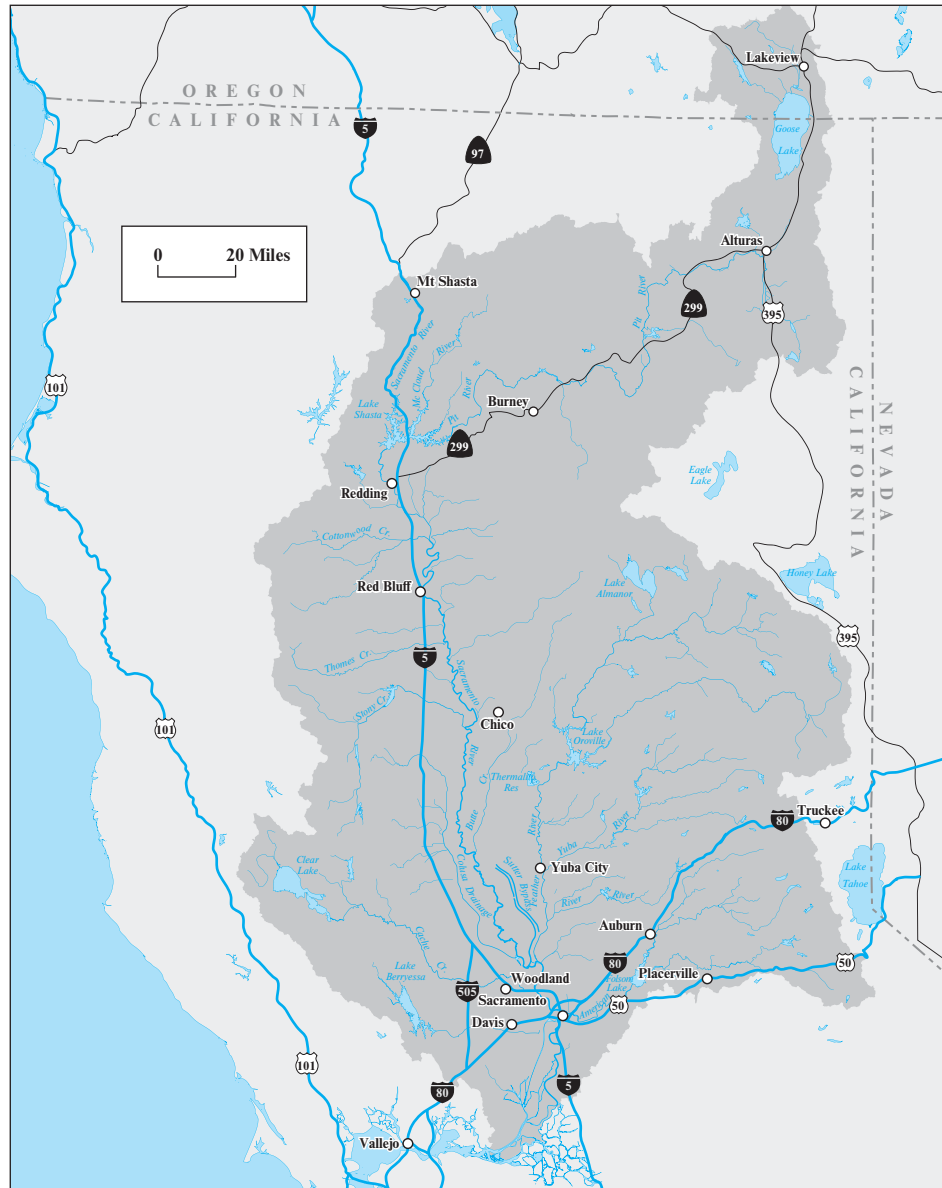 Lakeview
OREGON
CALIFORNIA
5
97
Goose
Lake
0 20 Miles
Alturas
Mt Shasta
River
Pit
299
395
Sacramento River
Mc Cloud River
101
CALIFORNIA
NEVADA
Lake
Shasta
Pit River
Burney
299
Eagle
Lake
Redding
Cottonwood Cr.
Honey Lake
Lake
Almanor
Red Bluff
395
Thomes Cr.
5
Sacramento River
Stony Cr.
Chico
101
Lake
Oroville
Thermalito
Res
Butte Cr
Truckee
80
Feather River
Yuba River
Yuba City
Clear
Lake
Colusa Drainage
Sutter Bypass
Lake
Tahoe
River
River
Auburn
Cache Cr.
80
50
Lake
Berryessa
Placerville
Woodland
505
Folsom
Lake
Sacramento
50
American
Davis
101
80
5
Vallejo